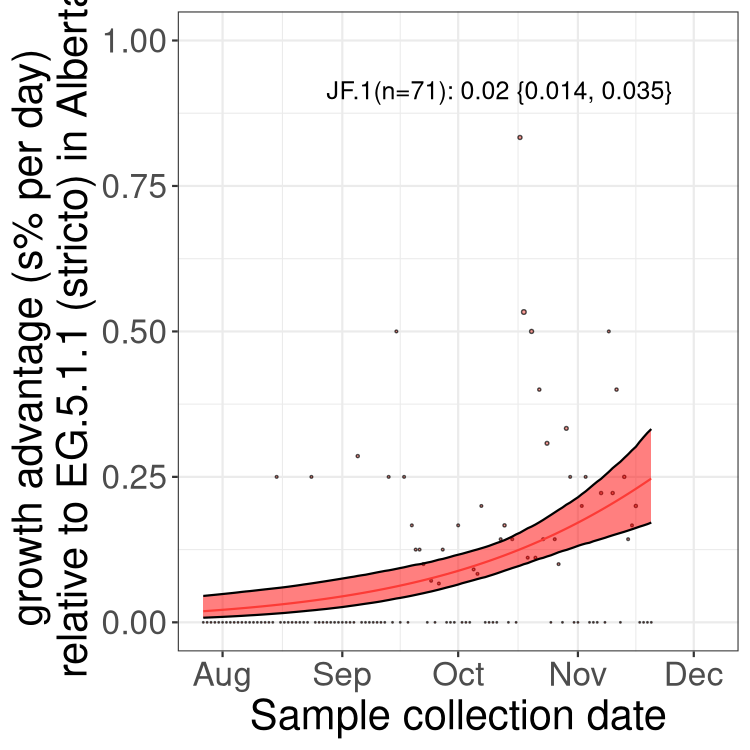 growth advantage (s% per day)
relative to EG.5.1.1 (stricto) in Alberta
1.00
0.75
0.50
0.25
0.00
JF.1(n=71): 0.02 {0.014, 0.035}
Aug Sep Oct Nov Dec
Sample collection date